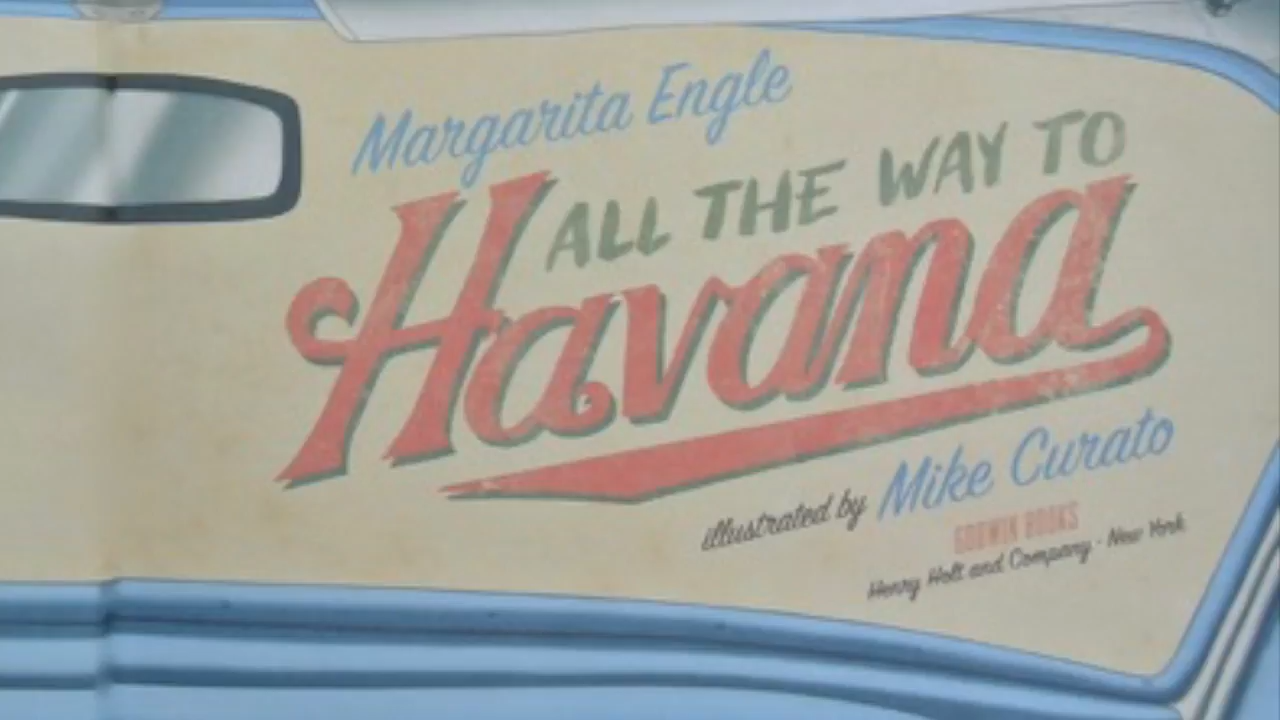 Margarita Engle
ALL THE WAY TO
Havana
illustrated by Mike Curato
GODWIN BOOKS
Henry Holt and Company · New York